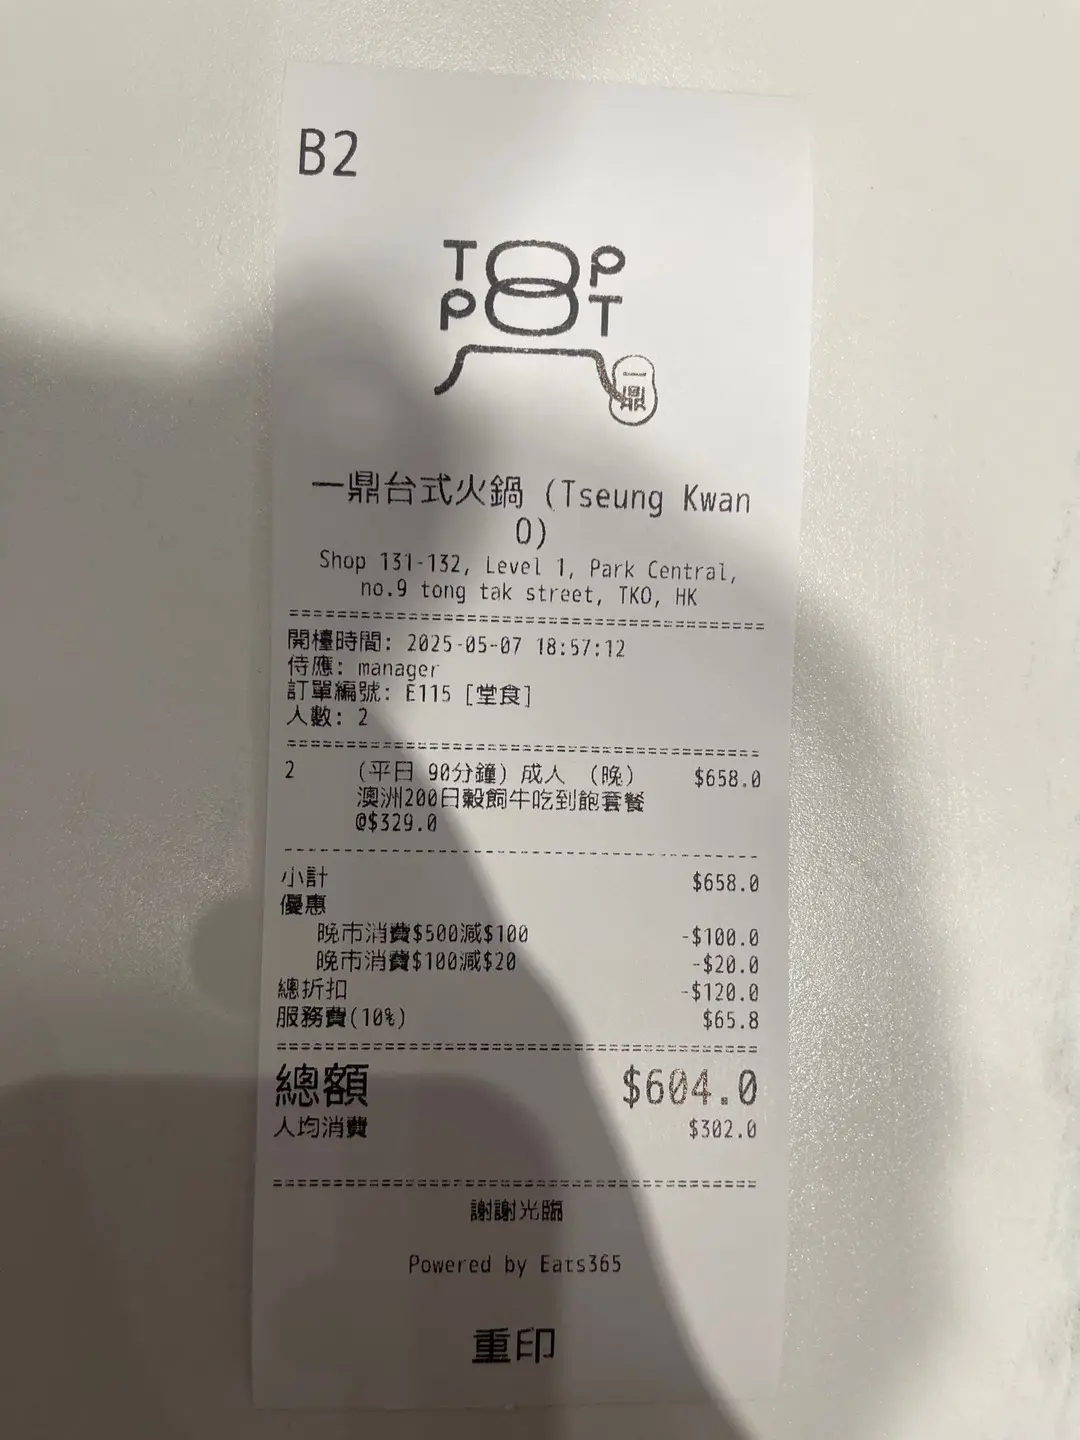 B2
TOP
POT
一鼎
一鼎台式火鍋 (Tseung Kwan
O)
Shop 131-132, Level 1, Park Central,
no.9 tong tak street, TKO, HK
開檯時間: 2025-05-07 18:57:12
侍應: manager
訂單編號: E115 [堂食]
人數: 2
2 (平日 90分鐘) 成人 (晚) $658.0
澳洲200日穀飼牛吃到飽套餐
@$329.0
小計 $658.0
優惠
晚市消費$500減$100 -$100.0
晚市消費$100減$20 -$20.0
總折扣 -$120.0
服務費(10%) $65.8
總額 $604.0
人均消費 $302.0
謝謝光臨
Powered by Eats365
重印